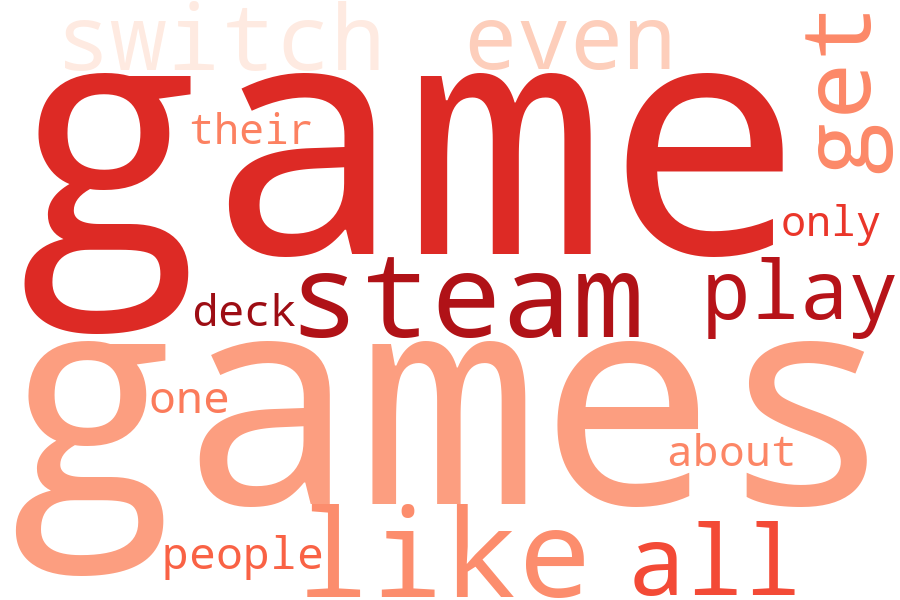 switch even get
game
their
only
deck steam play
games
one
about
people like all